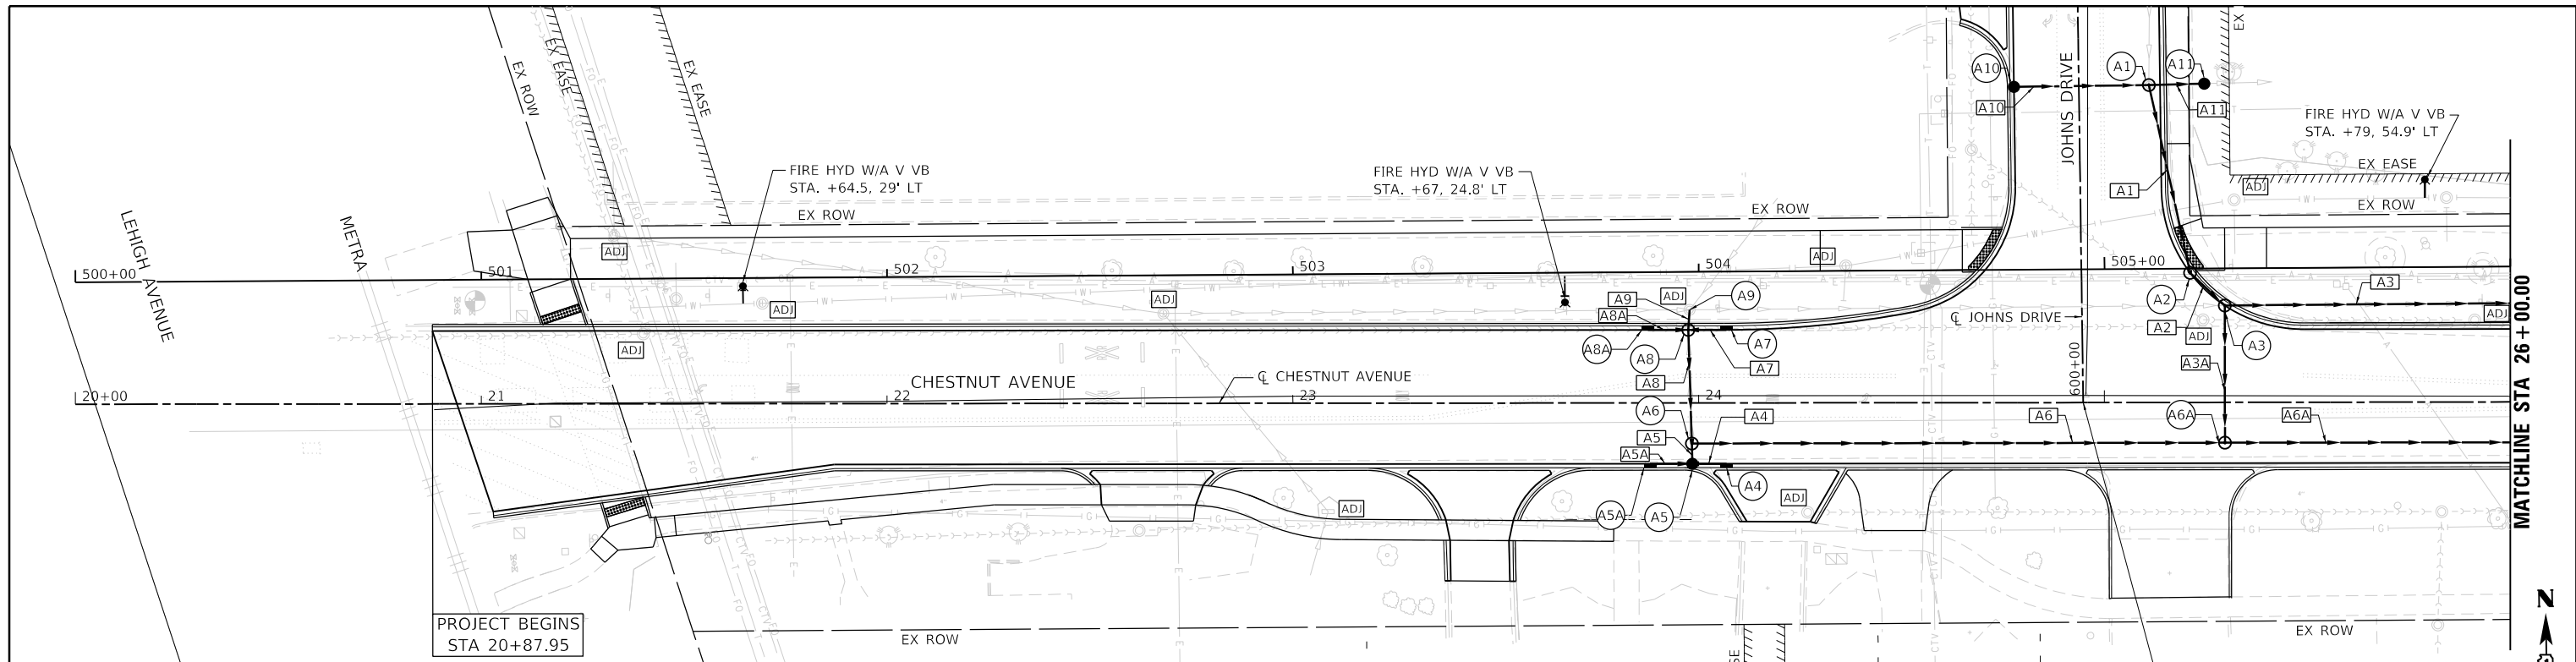 EX ROW
EX EASE
EX EASE
JOHNS DRIVE
EX
A10
A1
A11
A10
A11
FIRE HYD W/A V VB
STA. +79, 54.9' LT
FIRE HYD W/A V VB
STA. +64.5, 29' LT
FIRE HYD W/A V VB
STA. +67, 24.8' LT
EX EASE
A1
ADJ
EX ROW
EX ROW
EX ROW
LEHIGH AVENUE
METRA
ADJ
ADJ
500+00
501
502
503
504
505+00
ADJ
ADJ
A9
ADJ
A9
A8A
A2
A3
ADJ
℄ JOHNS DRIVE
A2
ADJ
A3
ADJ
A8A
A8
A7
A7
A8
A3A
600+00
CHESTNUT AVENUE
℄ CHESTNUT AVENUE
20+00
21
22
23
24
A6
A4
A6
A6A
A6A
A5
A5A
MATCHLINE STA 26+00.00
A4
ADJ
ADJ
A5A
A5
PROJECT BEGINS
STA 20+87.95
EX ROW
EX ROW
N